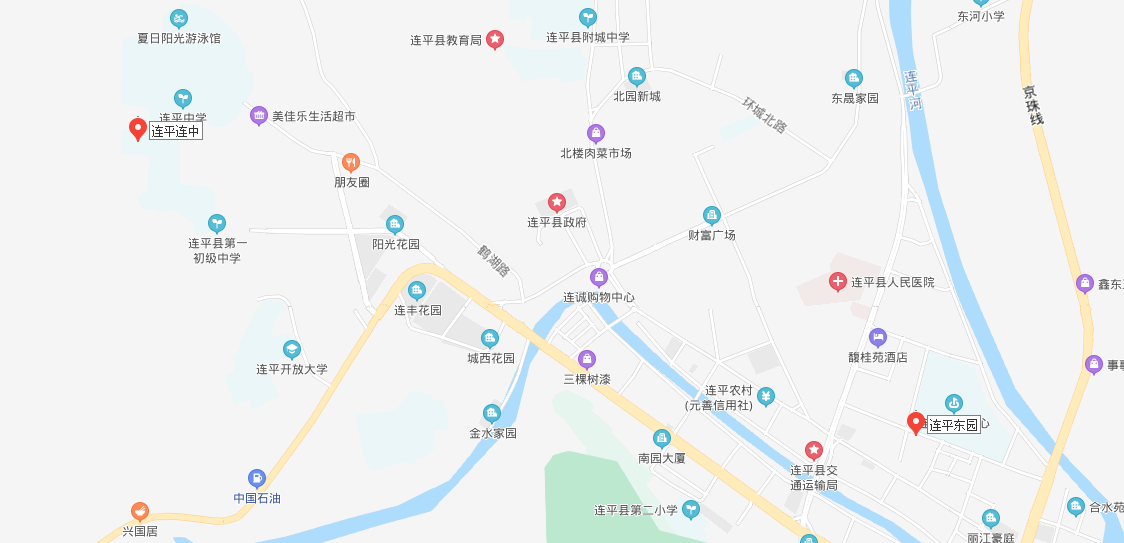 东河小学
夏日阳光游泳馆
连平县教育局
连平县附城中学
北园新城
东晟家园
连平河
京珠线
环城北路
连平中学
连平连中
美佳乐生活超市
北楼肉菜市场
朋友圈
连平县政府
财富广场
连平县第一
初级中学
阳光花园
鹤湖路
连诚购物中心
连平县人民医院
鑫东
连丰花园
城西花园
馥桂苑酒店
连平开放大学
三棵树漆
事事
连平农村
(元善信用社)
连平东园
心
金水家园
南园大厦
连平县交
通运输局
中国石油
连平县第二小学
合水苑
兴国居
丽江豪庭